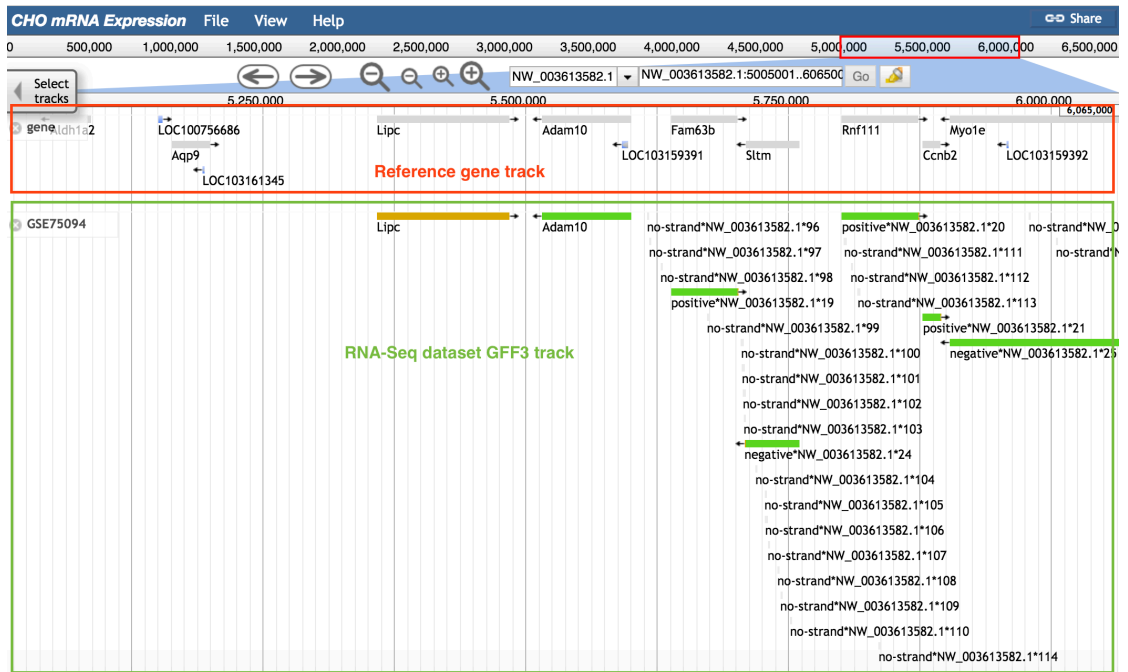 CHO mRNA Expression File View Help Share
0 500,000 1,000,000 1,500,000 2,000,000 2,500,000 3,000,000 3,500,000 4,000,000 4,500,000 5,000,000 5,500,000 6,000,000 6,500,000
Select
tracks
NW_003613582.1 NW_003613582.1:5005001..606500 Go
5,250,000 5,500,000 5,750,000 6,000,000
6,065,000
gene Aldh1a2 LOC100756686 Lipc Adam10 Fam63b Rnf111 Myo1e
Aqp9 LOC103159391 Sltm Ccnb2 LOC103159392
Reference gene track
LOC103161345
GSE75094 Lipc Adam10 no-strand*NW_003613582.1*96 positive*NW_003613582.1*20 no-strand*NW_0
no-strand*NW_003613582.1*97 no-strand*NW_003613582.1*111 no-strand*N
no-strand*NW_003613582.1*98 no-strand*NW_003613582.1*112
positive*NW_003613582.1*19 no-strand*NW_003613582.1*113
no-strand*NW_003613582.1*99 positive*NW_003613582.1*21
RNA-Seq dataset GFF3 track
no-strand*NW_003613582.1*100 negative*NW_003613582.1*25
no-strand*NW_003613582.1*101
no-strand*NW_003613582.1*102
no-strand*NW_003613582.1*103
negative*NW_003613582.1*24
no-strand*NW_003613582.1*104
no-strand*NW_003613582.1*105
no-strand*NW_003613582.1*106
no-strand*NW_003613582.1*107
no-strand*NW_003613582.1*108
no-strand*NW_003613582.1*109
no-strand*NW_003613582.1*110
no-strand*NW_003613582.1*114